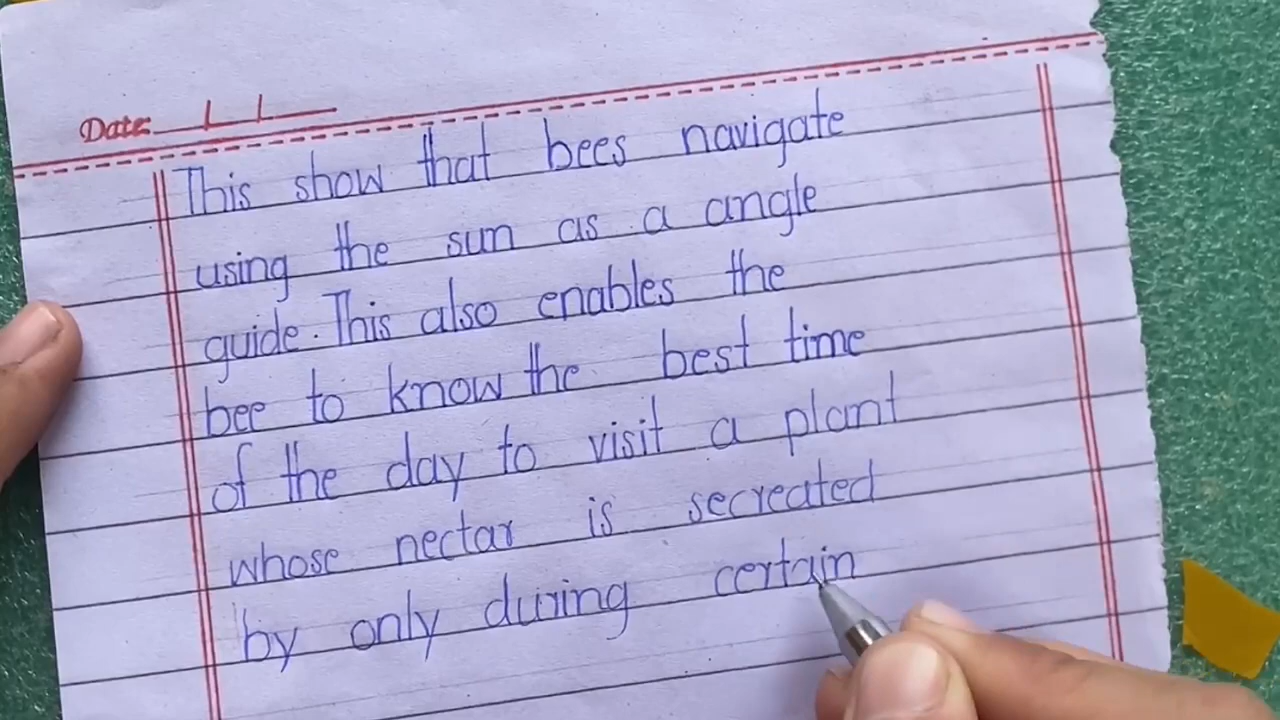 Date:
This show that bees navigate
using the sun as a angle
guide. This also enables the
bee to know the best time
of the day to visit a plant
whose nectar is secreated
by only during certain